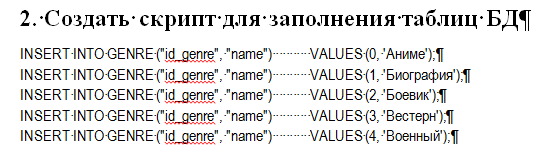 2. Создать скрипт для заполнения таблиц БД¶
INSERT INTO GENRE ("id_genre", "name") VALUES (0, 'Аниме');¶
INSERT INTO GENRE ("id_genre", "name") VALUES (1, 'Биография');¶
INSERT INTO GENRE ("id_genre", "name") VALUES (2, 'Боевик');¶
INSERT INTO GENRE ("id_genre", "name") VALUES (3, 'Вестерн');¶
INSERT INTO GENRE ("id_genre", "name") VALUES (4, 'Военный');¶